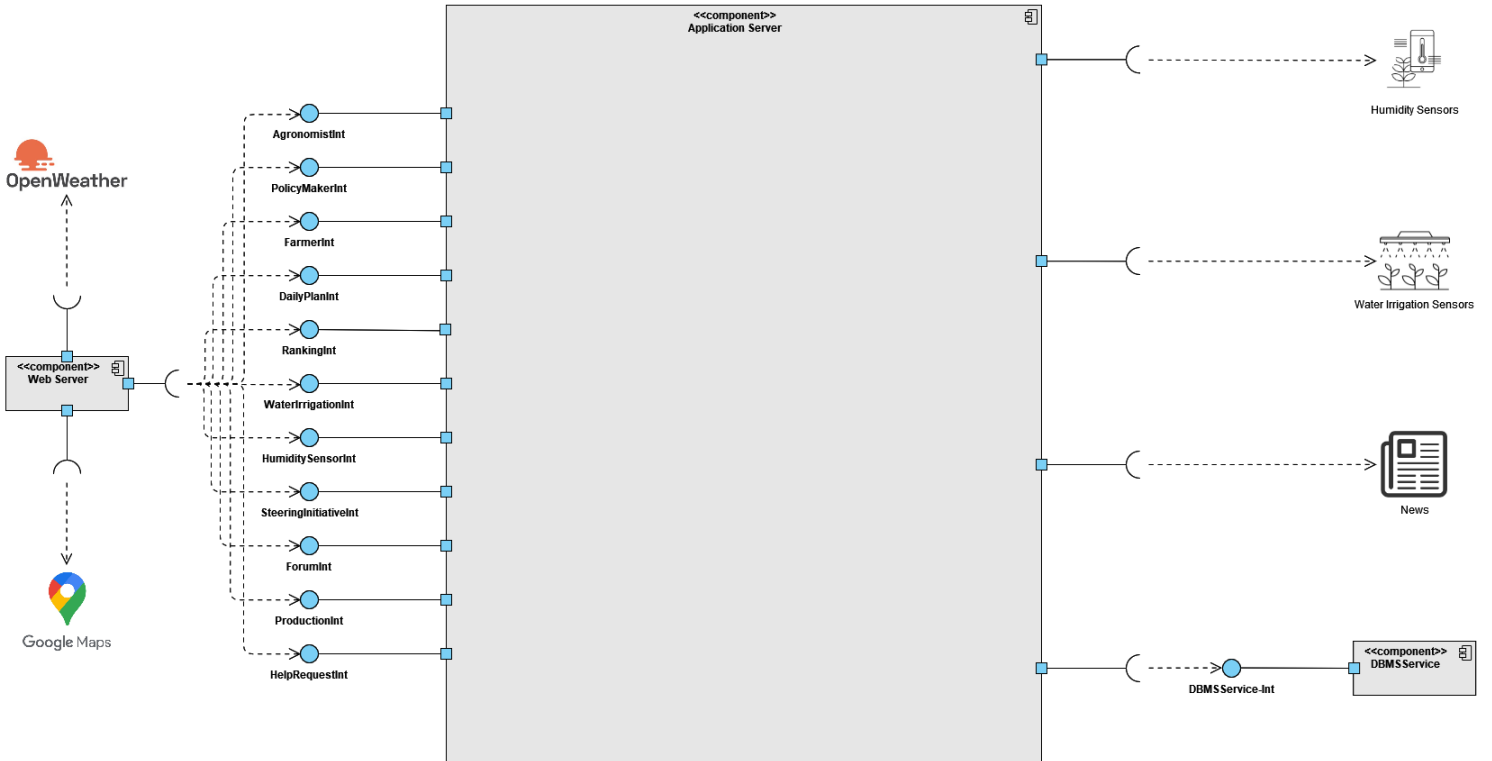 <<component>>
Application Server
Humidity Sensors
AgronomistInt
OpenWeather
PolicyMakerInt
FarmerInt
DailyPlanInt
Water Irrigation Sensors
RankingInt
<<component>>
Web Server
WaterIrrigationInt
HumiditySensorInt
SteeringInitiativeInt
News
ForumInt
ProductionInt
Google Maps
HelpRequestInt
<<component>>
DBMSService
DBMSService-Int